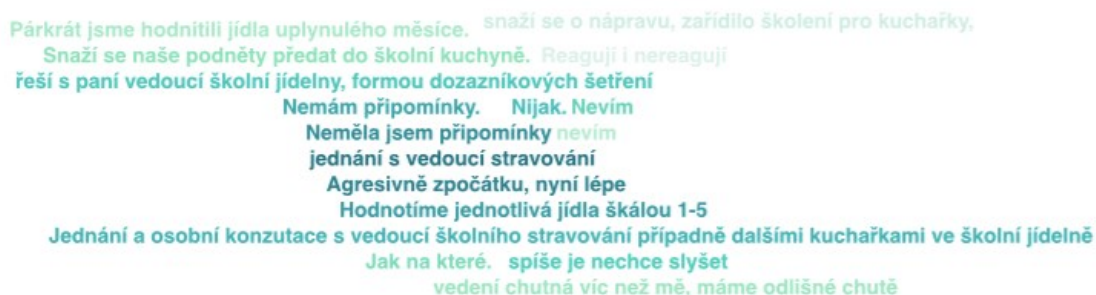 Párkrát jsme hodnitili jídla uplynulého měsíce. snaží se o nápravu, zařídilo školení pro kuchařky,
Snaží se naše podněty předat do školní kuchyně. Reagují i nereagují
řeší s paní vedoucí školní jídelny, formou dozazníkových šetření
Nemám připomínky. Nijak. Nevím
Neměla jsem připomínky nevím
jednání s vedoucí stravování
Agresivně zpočátku, nyní lépe
Hodnotíme jednotlivá jídla škálou 1-5
Jednání a osobní konzutace s vedoucí školního stravování případně dalšími kuchařkami ve školní jídelně
Jak na které. spíše je nechce slyšet
vedení chutná víc než mě, máme odlišné chutě